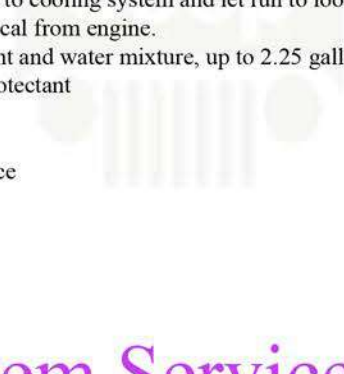 to cooling system and let run to loo
cal from engine.
nt and water mixture, up to 2.25 gall
otectant
ce
om Service